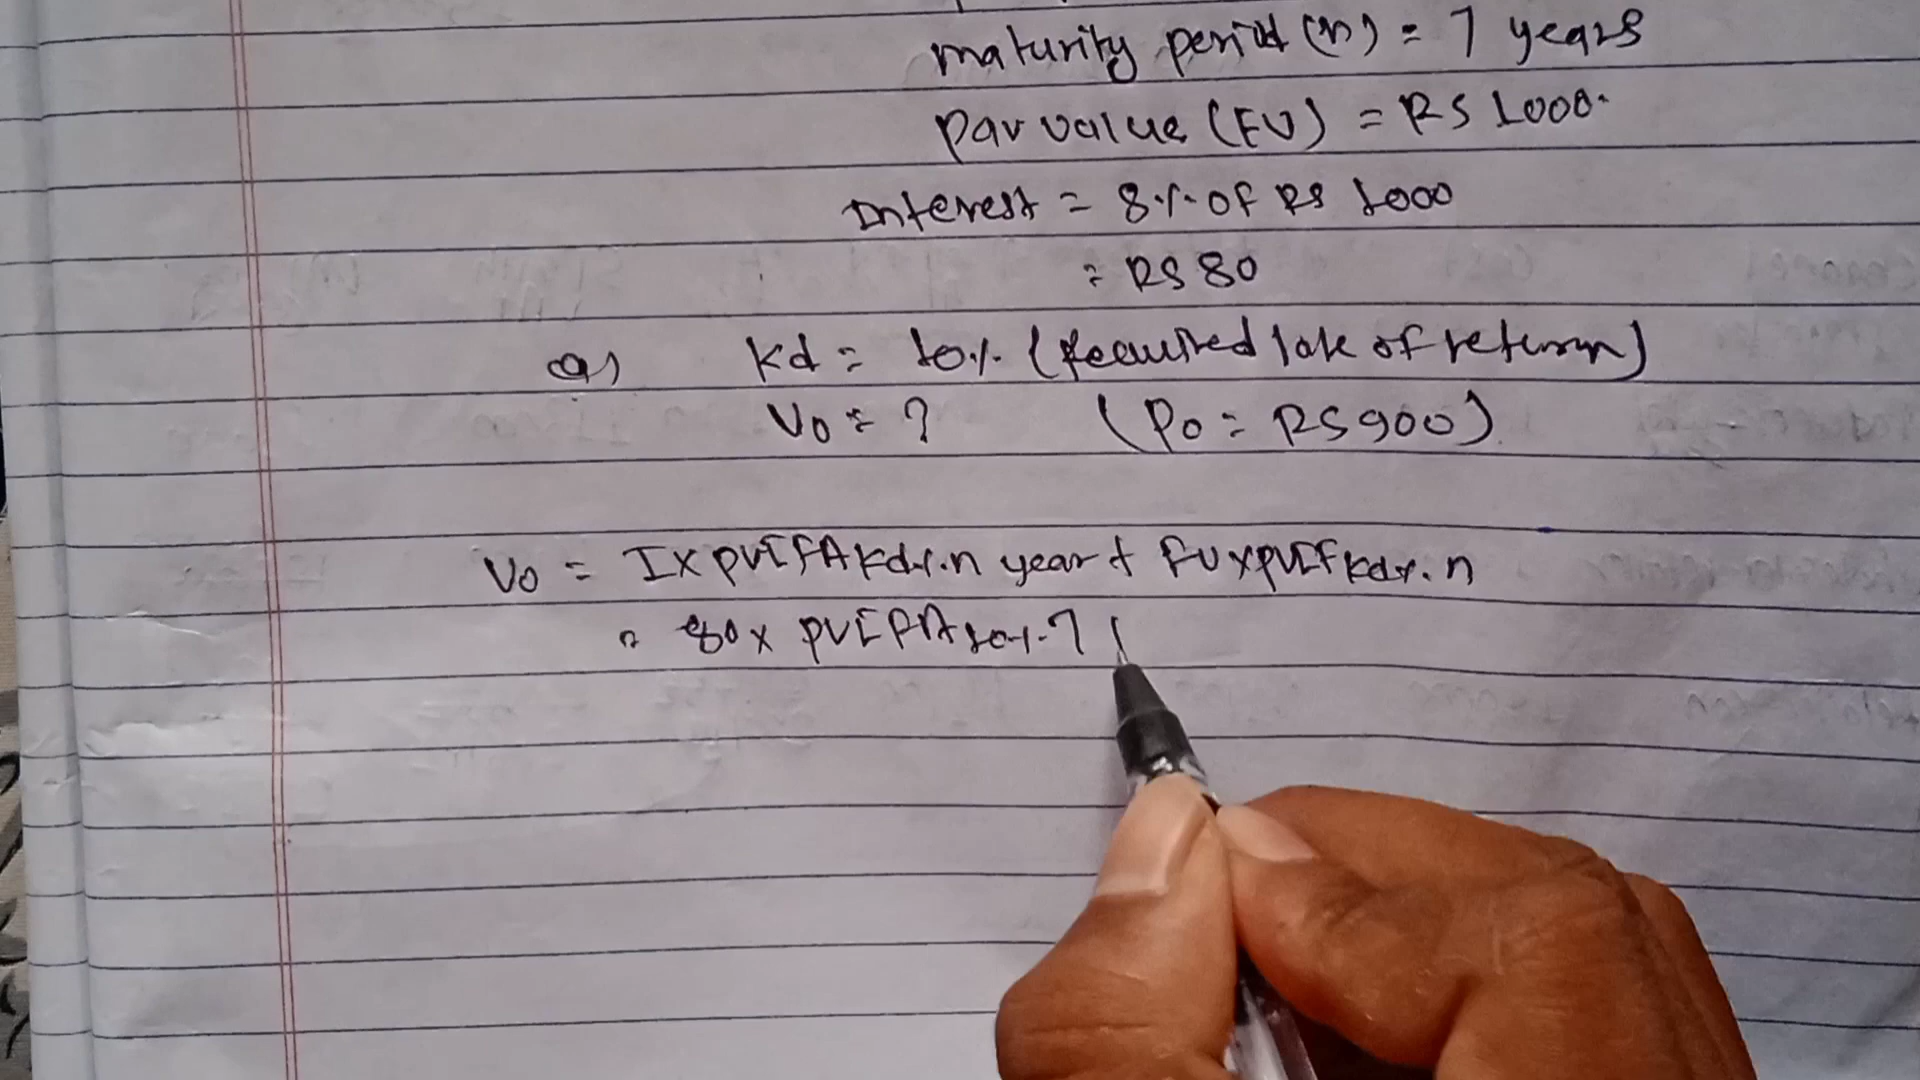 maturity period (n) = 7 years
Par value (FV) = RS 1000.
Interest = 8% of RS 1000
= RS 80
a) Kd = 10% (Required rate of return)
V0 = ? (P0 = RS 900)
V0 = I x PVIFA kd%.n year + FV x PVIF kd%.n
= 80 x PVIFA 10%.7